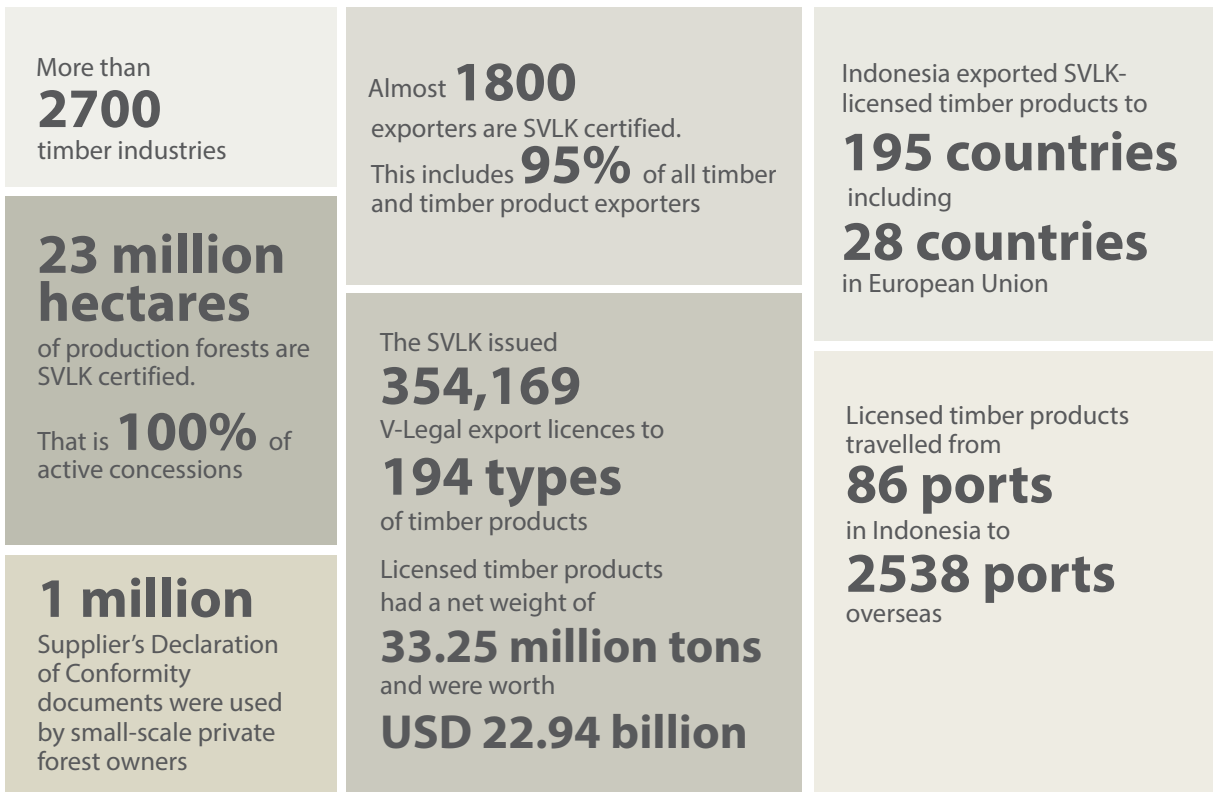 More than
2700
timber industries
23 million
hectares
of production forests are
SVLK certified.
That is 100% of
active concessions
1 million
Supplier’s Declaration
of Conformity
documents were used
by small-scale private
forest owners
Almost 1800
exporters are SVLK certified.
This includes 95% of all timber
and timber product exporters
The SVLK issued
354,169
V-Legal export licences to
194 types
of timber products
Licensed timber products
had a net weight of
33.25 million tons
and were worth
USD 22.94 billion
Indonesia exported SVLK-
licensed timber products to
195 countries
including
28 countries
in European Union
Licensed timber products
travelled from
86 ports
in Indonesia to
2538 ports
overseas